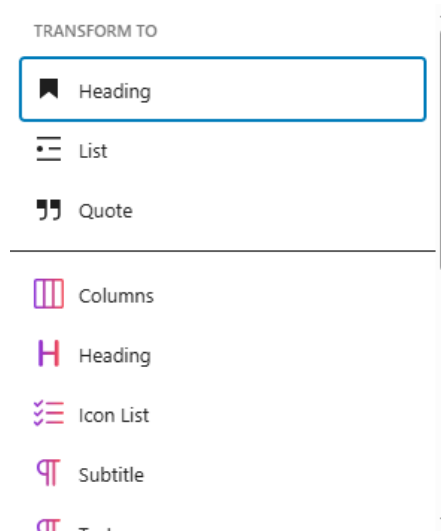 TRANSFORM TO
Heading
List
Quote
Columns
Heading
Icon List
Subtitle